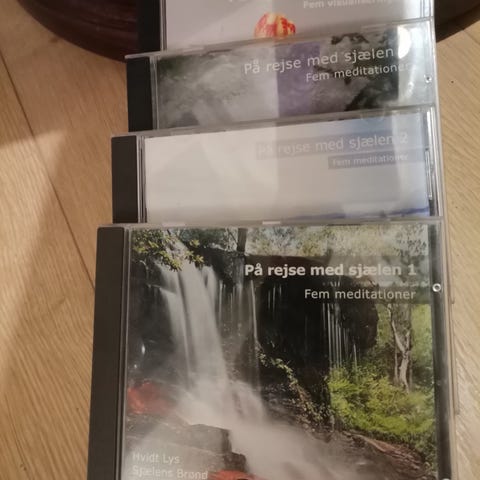 Fem visualiseringer
På rejse med sjælen
Fem meditationer
På rejse med sjælen 2
Fem meditationer
På rejse med sjælen 1
Fem meditationer
Hvidt Lys
Sjælens Brønd